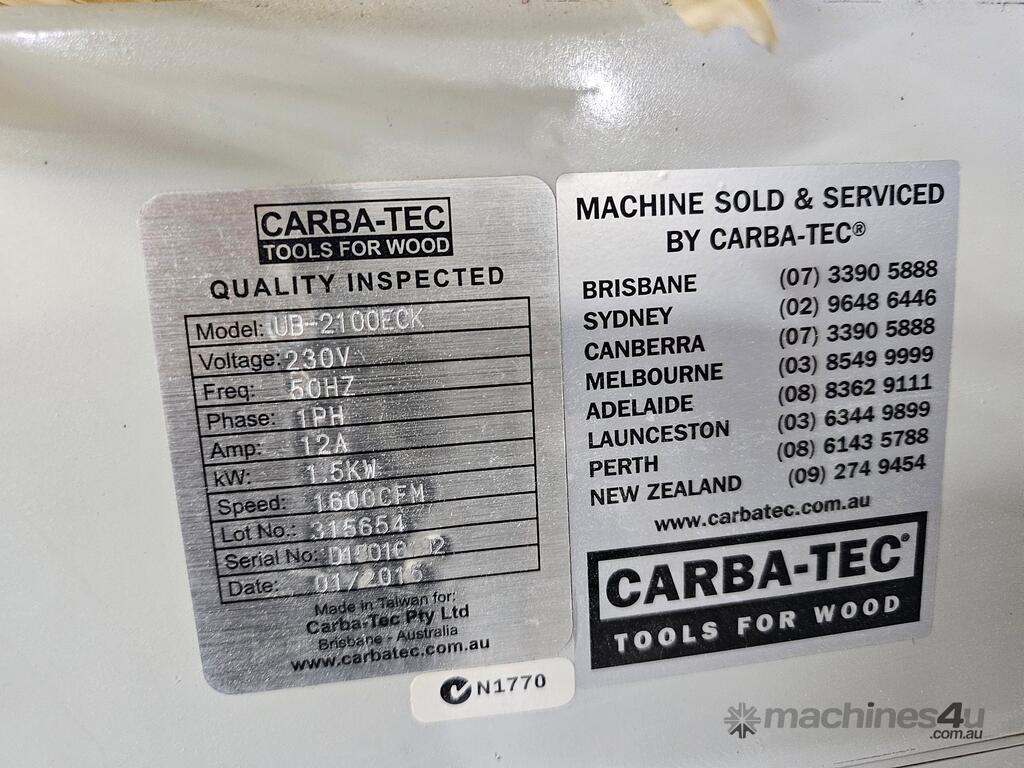 CARBA-TEC
TOOLS FOR WOOD
QUALITY INSPECTED
Model: UB-2100ECK
Voltage: 230V
Freq: 50HZ
Phase: 1PH
Amp: 12A
kW: 1.5KW
Speed: 1600CFM
Lot No.: 315654
Serial No:
Date: 01/2016
Made in Taiwan for:
Carba-Tec Pty Ltd
Brisbane - Australia
www.carbatec.com.au
N1770
MACHINE SOLD & SERVICED
BY CARBA-TEC®
BRISBANE (07) 3390 5888
SYDNEY (02) 9648 6446
CANBERRA (07) 3390 5888
MELBOURNE (03) 8549 9999
ADELAIDE (08) 8362 9111
LAUNCESTON (03) 6344 9899
PERTH (08) 6143 5788
NEW ZEALAND (09) 274 9454
www.carbatec.com.au
CARBA-TEC®
TOOLS FOR WOOD
machines4u
.com.au